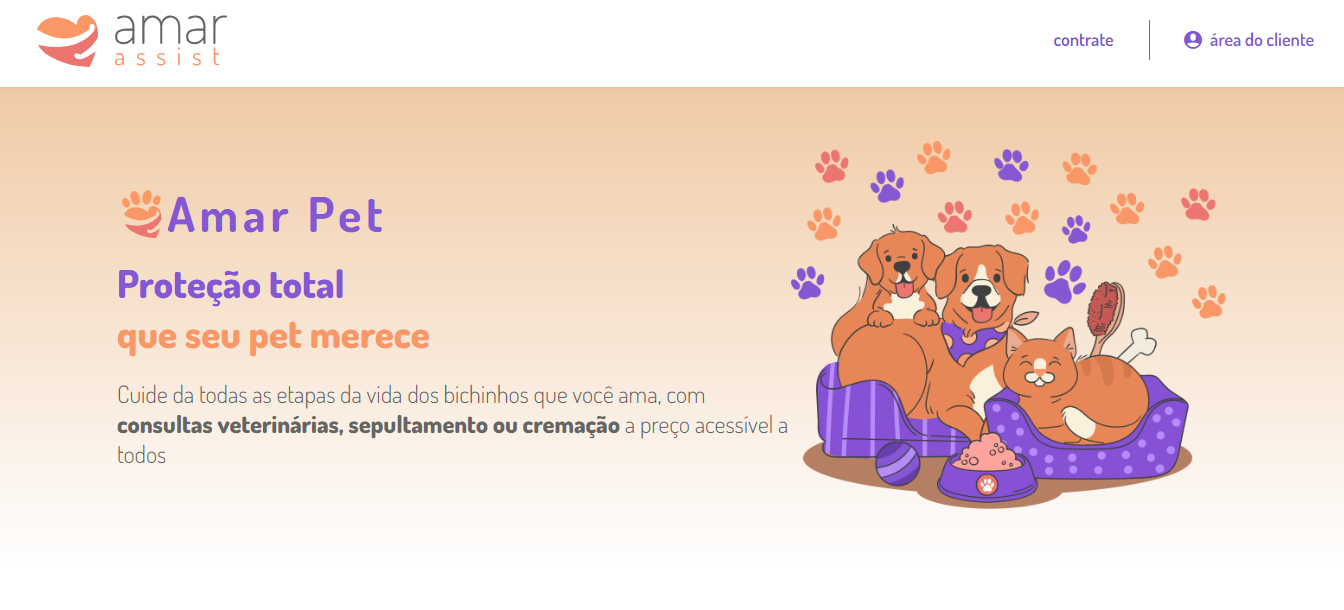 amar
assist
contrate
área do cliente
Amar Pet
Proteção total
que seu pet merece
Cuide da todas as etapas da vida dos bichinhos que você ama, com
consultas veterinárias, sepultamento ou cremação a preço acessível a
todos